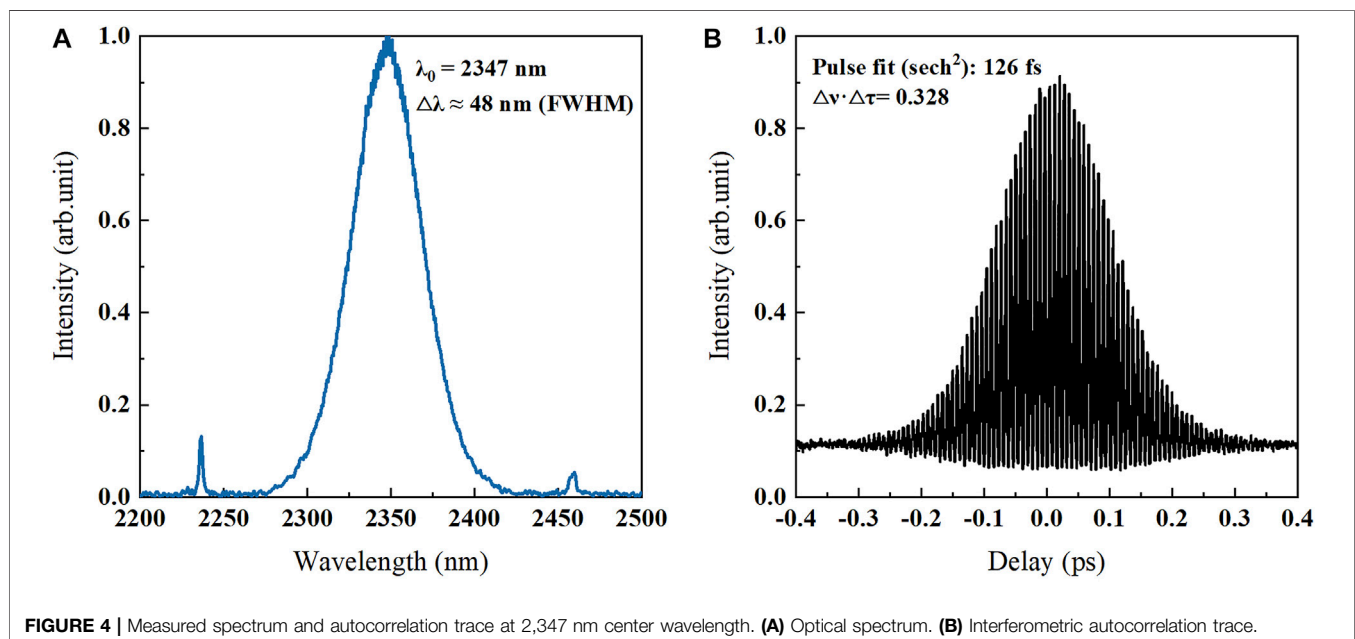 A
1.0
0.8
0.6
0.4
0.2
0.0
Intensity (arb.unit)
λ₀ = 2347 nm
△λ ≈ 48 nm (FWHM)
2200 2250 2300 2350 2400 2450 2500
Wavelength (nm)
B
1.0
0.8
0.6
0.4
0.2
0.0
Intensity (arb.unit)
Pulse fit (sech²): 126 fs
△ν·△τ= 0.328
-0.4 -0.3 -0.2 -0.1 0.0 0.1 0.2 0.3 0.4
Delay (ps)
FIGURE 4 | Measured spectrum and autocorrelation trace at 2,347 nm center wavelength. (A) Optical spectrum. (B) Interferometric autocorrelation trace.